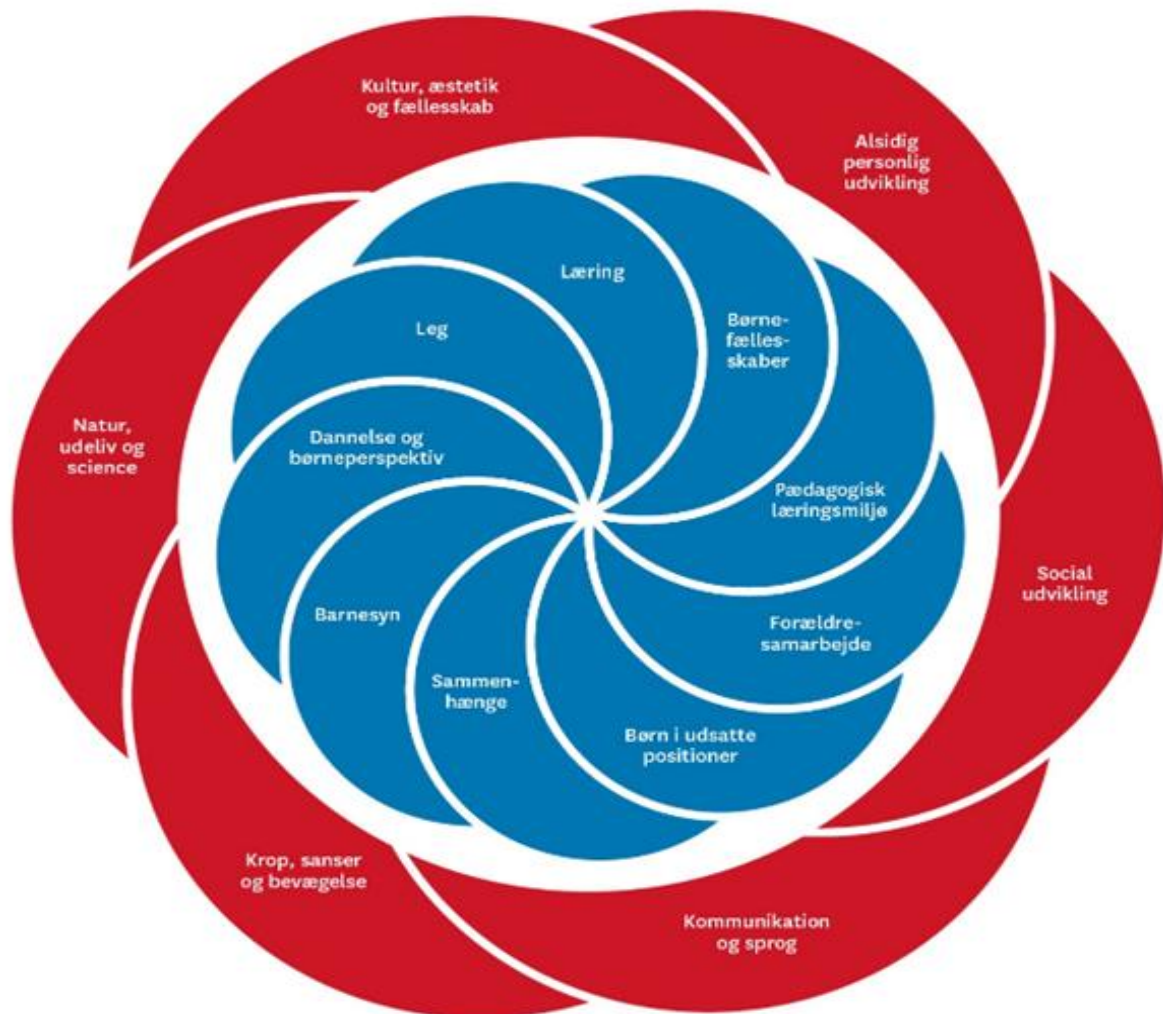 Kultur, æstetik
og fællesskab
Alsidig
personlig
udvikling
Læring
Børne-
fælles-
skaber
Leg
Natur,
udeliv og
science
Dannelse og
børneperspektiv
Pædagogisk
læringsmiljø
Social
udvikling
Barnesyn
Forældre-
samarbejde
Sammen-
hænge
Børn i udsatte
positioner
Krop, sanser
og bevægelse
Kommunikation
og sprog